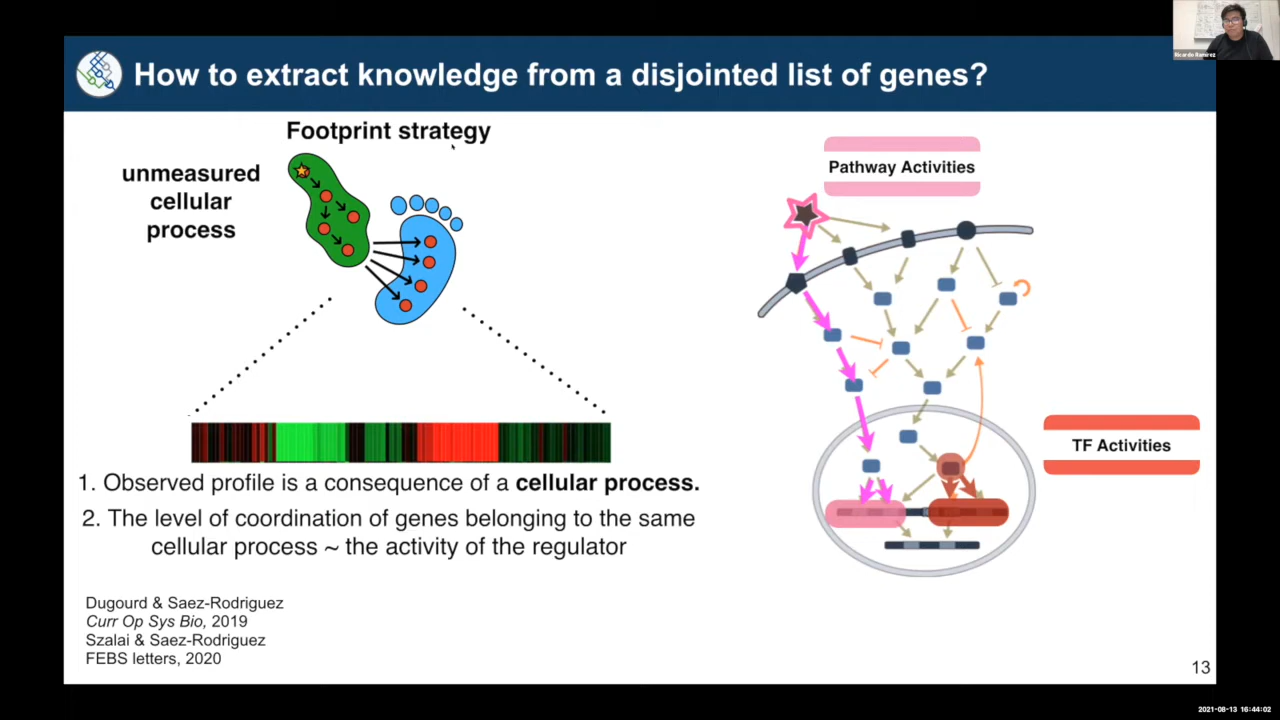 Ricardo Ramirez
How to extract knowledge from a disjointed list of genes?
Footprint strategy
unmeasured
cellular
process
Pathway Activities
TF Activities
1. Observed profile is a consequence of a cellular process.
2. The level of coordination of genes belonging to the same
cellular process ~ the activity of the regulator
Dugourd & Saez-Rodriguez
Curr Op Sys Bio, 2019
Szalai & Saez-Rodriguez
FEBS letters, 2020
13
2021-08-13 16:44:02